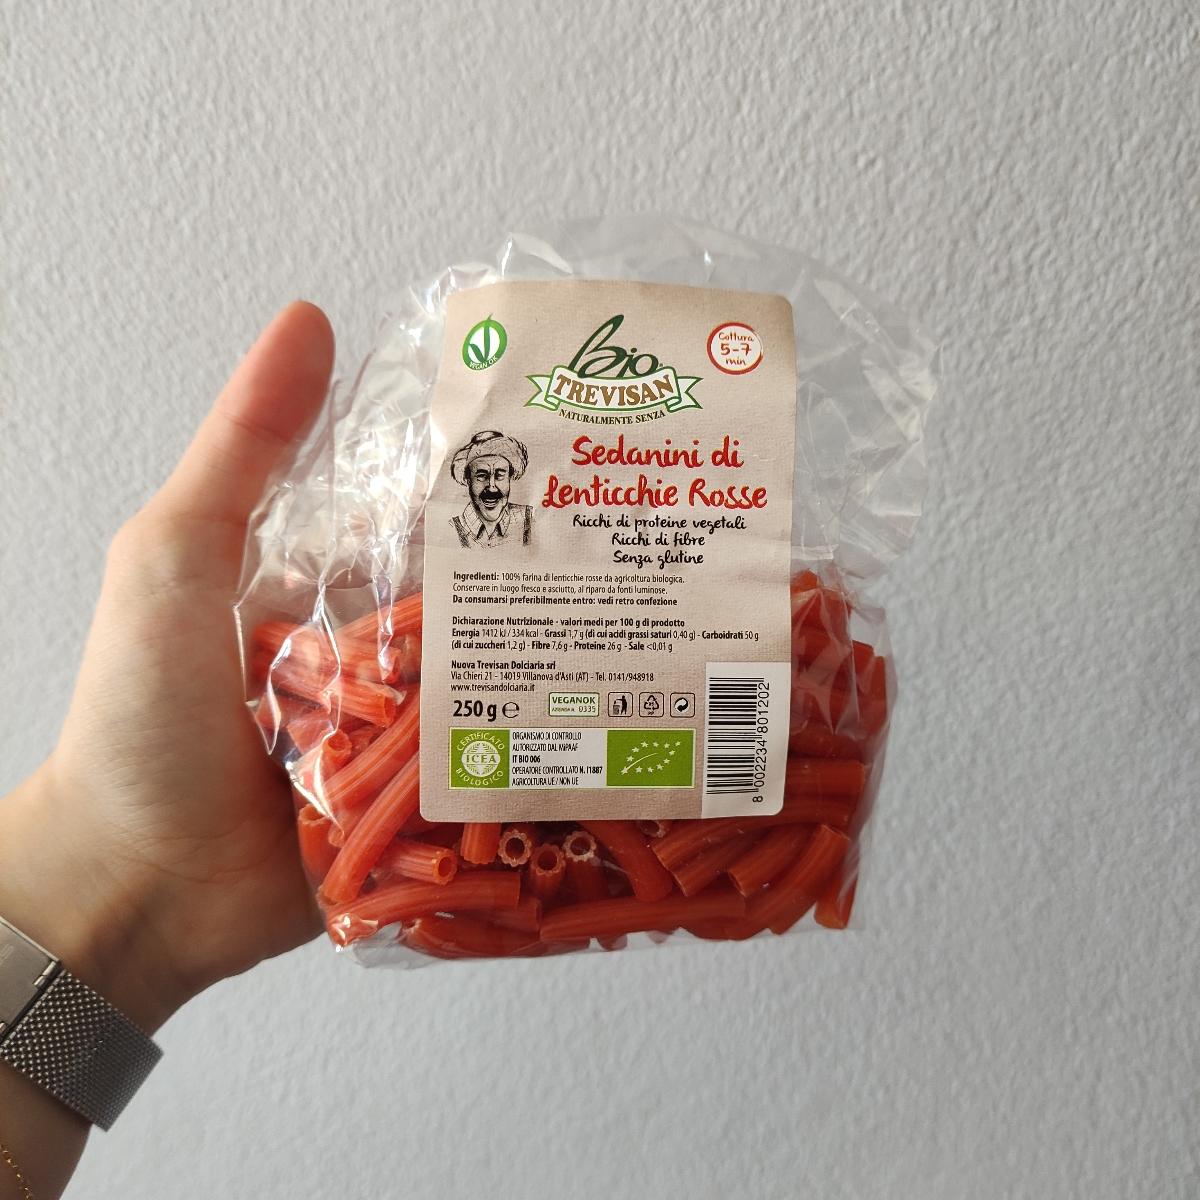 VEGAN OK
Bio
TREVISAN
NATURALMENTE SENZA
Cottura
5-7
min
Sedanini di
Lenticchie Rosse
Ricchi di proteine vegetali
Ricchi di fibre
Senza glutine
Ingredienti: 100% farina di lenticchie rosse da agricoltura biologica.
Conservare in luogo fresco e asciutto, al riparo da fonti luminose.
Da consumarsi preferibilmente entro: vedi retro confezione
Dichiarazione Nutrizionale - valori medi per 100 g di prodotto
Energia 1412 kJ/ 334 kcal - Grassi 1,7 g (di cui acidi grassi saturi 0,40 g) - Carboidrati 50 g
(di cui zuccheri 1,2 g) - Fibre 7,6 g - Proteine 26 g - Sale <0,01 g
Nuova Trevisan Dolciaria srl
Via Chieri 21 - 14019 Villanova d'Asti (AT) - Tel. 0141/948918
www.trevisandolciaria.it
250 g e
VEGANOK
AZIENDA N. 0335
PP
CERTIFICATO
ICEA
BIOLOGICO
ORGANISMO DI CONTROLLO
AUTORIZZATO DAL MiPAAF
IT BIO 006
OPERATORE CONTROLLATO N. I1887
AGRICOLTURA UE / NON UE
8 002234 801202